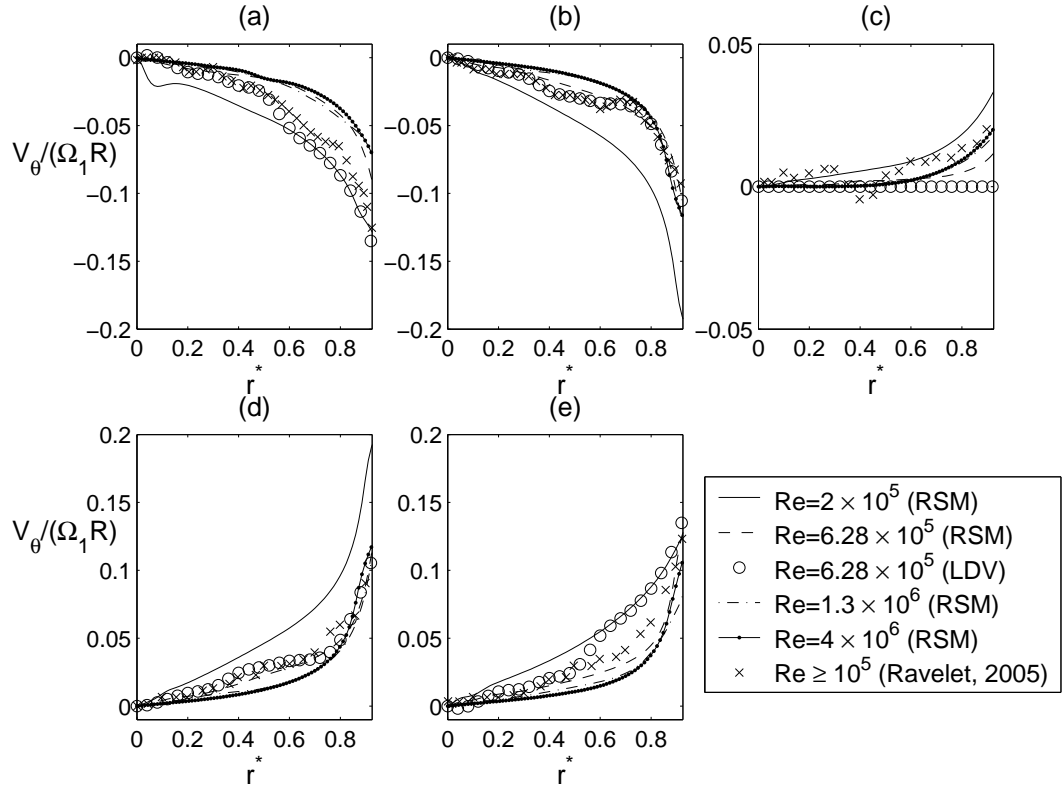 (a)
(b)
(c)
0
−0.05
−0.1
−0.15
−0.2
0 0.2 0.4 0.6 0.8
r*
V_θ/(Ω_1R)
0
−0.05
−0.1
−0.15
−0.2
0 0.2 0.4 0.6 0.8
r*
0.05
0
−0.05
0 0.2 0.4 0.6 0.8
r*
(d)
(e)
0.2
0.15
0.1
0.05
0
0 0.2 0.4 0.6 0.8
r*
V_θ/(Ω_1R)
0.2
0.15
0.1
0.05
0
0 0.2 0.4 0.6 0.8
r*
Re=2 × 10^5 (RSM)
Re=6.28 × 10^5 (RSM)
Re=6.28 × 10^5 (LDV)
Re=1.3 × 10^6 (RSM)
Re=4 × 10^6 (RSM)
Re ≥ 10^5 (Ravelet, 2005)